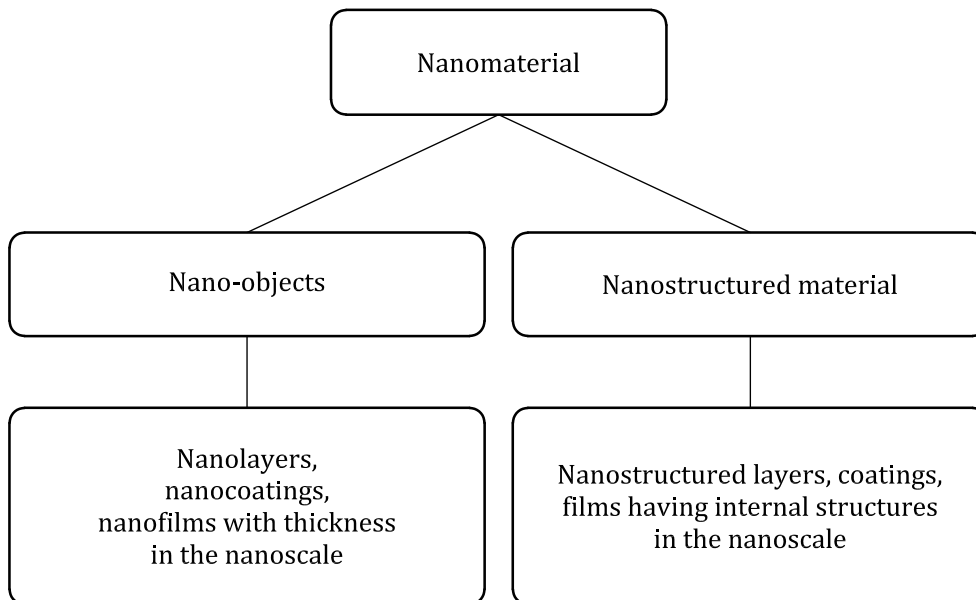 Nanomaterial
Nano-objects
Nanostructured material
Nanolayers,
nanocoatings,
nanofilms with thickness
in the nanoscale
Nanostructured layers, coatings,
films having internal structures
in the nanoscale